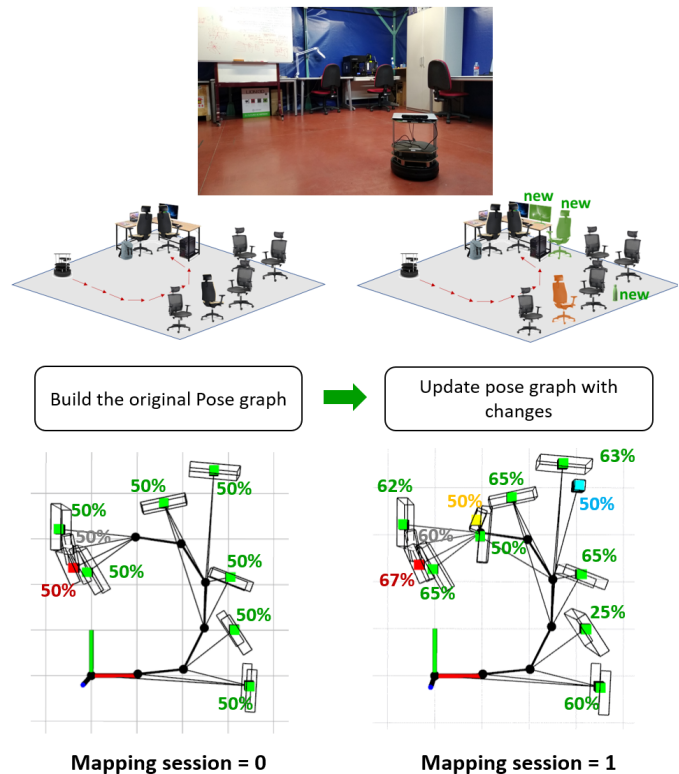 new
new
new
Build the original Pose graph
Update pose graph with
changes
50%
50%
50%
50%
50%
50%
50%
50%
50%
63%
62%
65%
50%
50%
60%
50%
65%
67%
65%
25%
60%
Mapping session = 0
Mapping session = 1